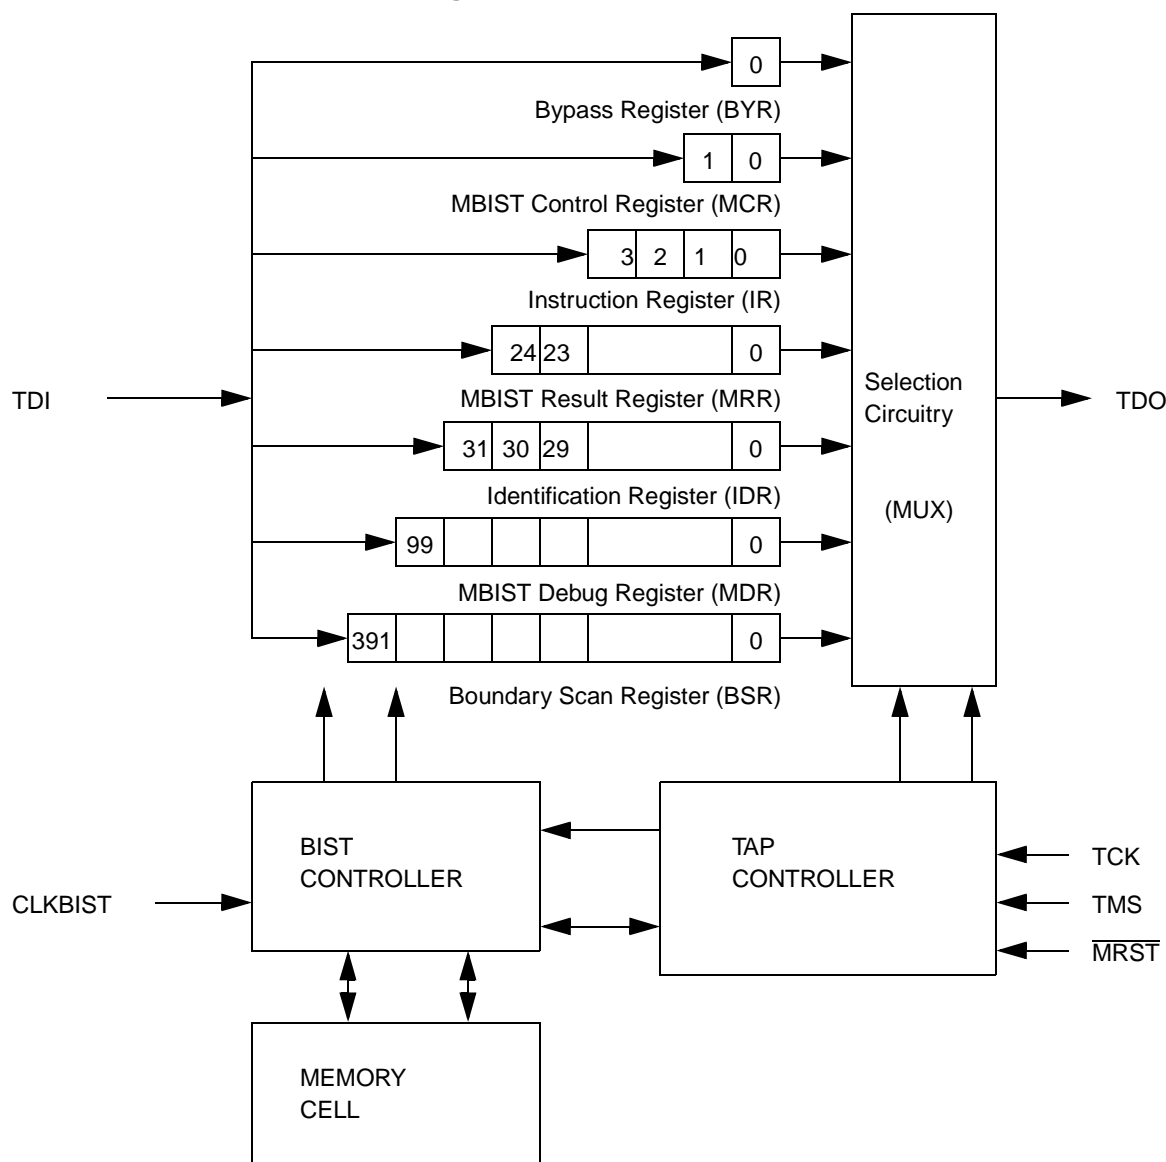 0
Bypass Register (BYR)
1 0
MBIST Control Register (MCR)
3 2 1 0
Instruction Register (IR)
24 23 0
MBIST Result Register (MRR)
31 30 29 0
Identification Register (IDR)
99 0
MBIST Debug Register (MDR)
391 0
Boundary Scan Register (BSR)
TDI
Selection
Circuitry
(MUX)
TDO
BIST
CONTROLLER
TAP
CONTROLLER
CLKBIST
TCK
TMS
MRST
MEMORY
CELL